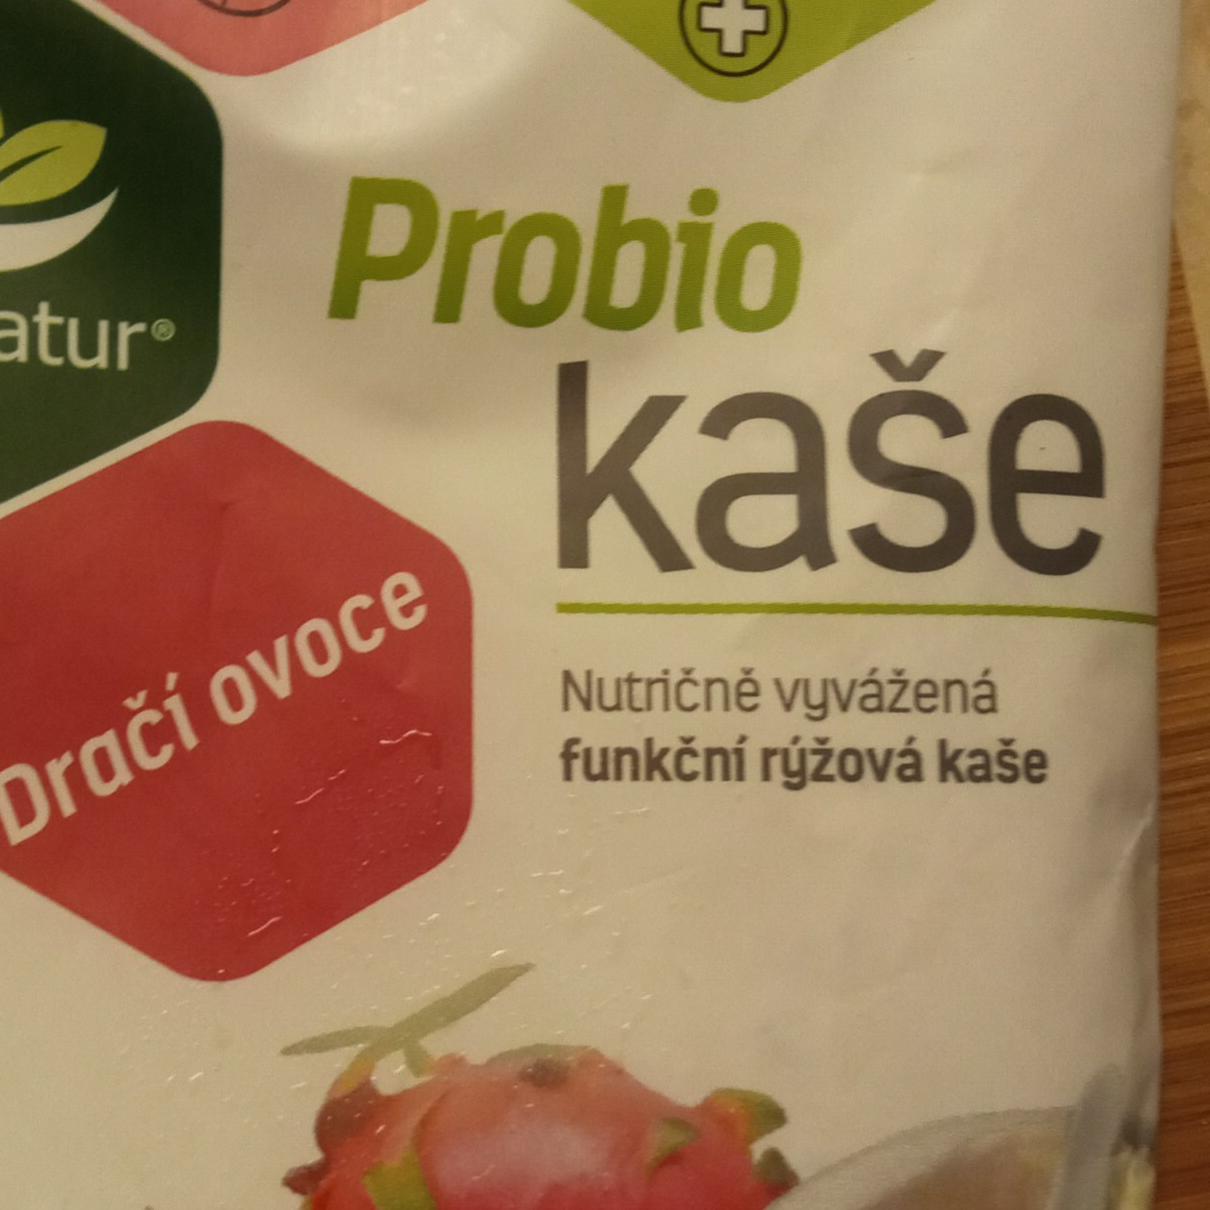 Probio
kaše
atur®
Dračí ovoce
Nutričně vyvážená
funkční rýžová kaše